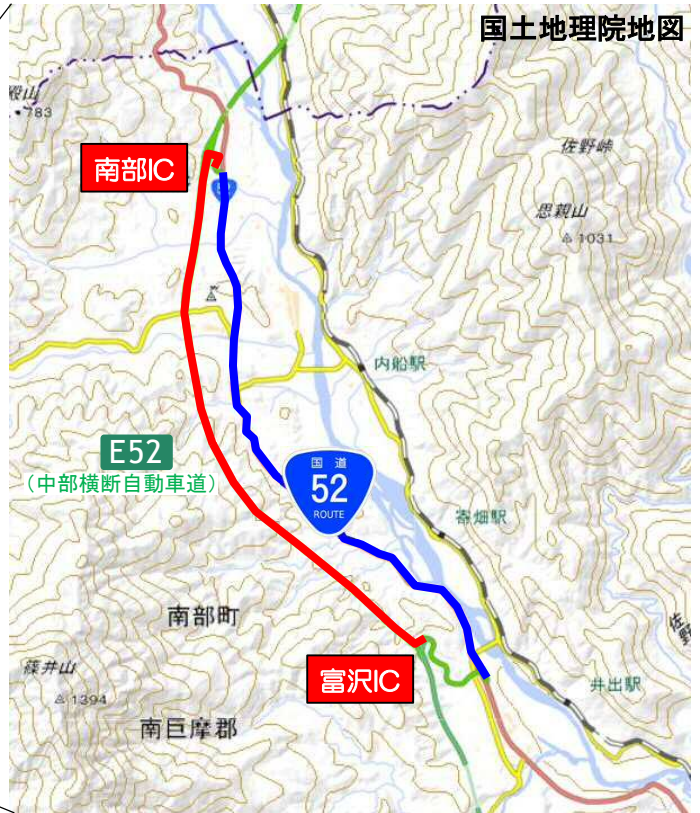 国土地理院地図
783
南部IC
佐野峠
思親山
1031
内船駅
E52
(中部横断自動車道)
国道
52
ROUTE
寄畑駅
南部町
富沢IC
篠井山
1394
井出駅
南巨摩郡
佐野